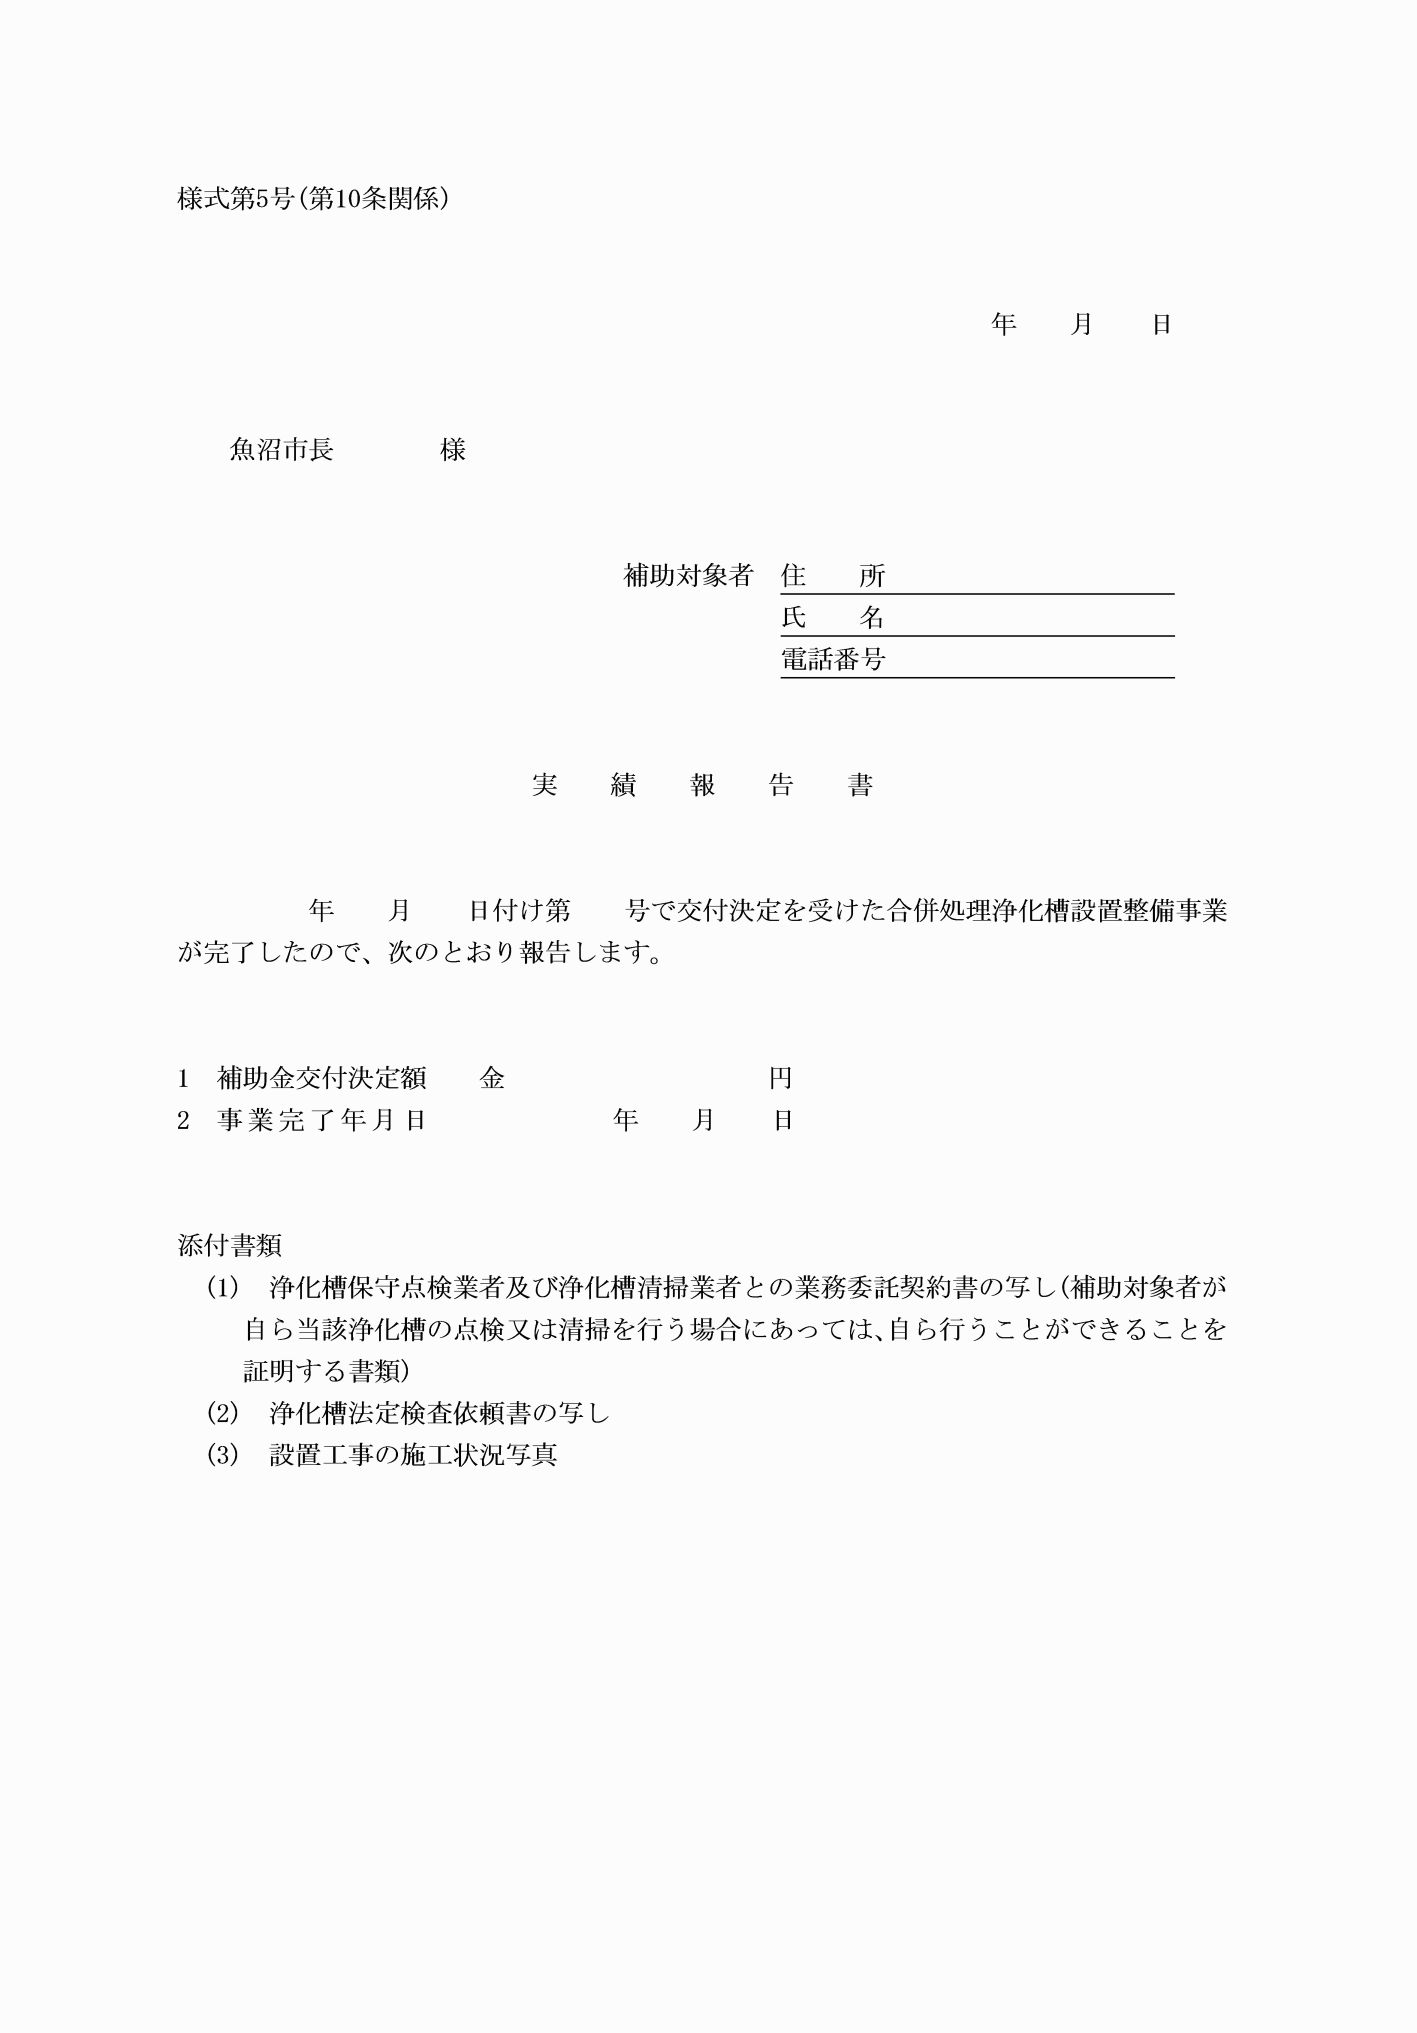 様式第5号(第10条関係)
年　　月　　日
魚沼市長　　　　様
補助対象者　住　　所
氏　　名
電話番号
実　　績　　報　　告　　書
年　　月　　日付け第　　号で交付決定を受けた合併処理浄化槽設置整備事業
が完了したので、次のとおり報告します。
1　補助金交付決定額　　金　　　　　　　　　　円
2　事業完了年月日　　　　　　　年　　月　　日
添付書類
(1)　浄化槽保守点検業者及び浄化槽清掃業者との業務委託契約書の写し(補助対象者が
自ら当該浄化槽の点検又は清掃を行う場合にあっては、自ら行うことができることを
証明する書類)
(2)　浄化槽法定検査依頼書の写し
(3)　設置工事の施工状況写真